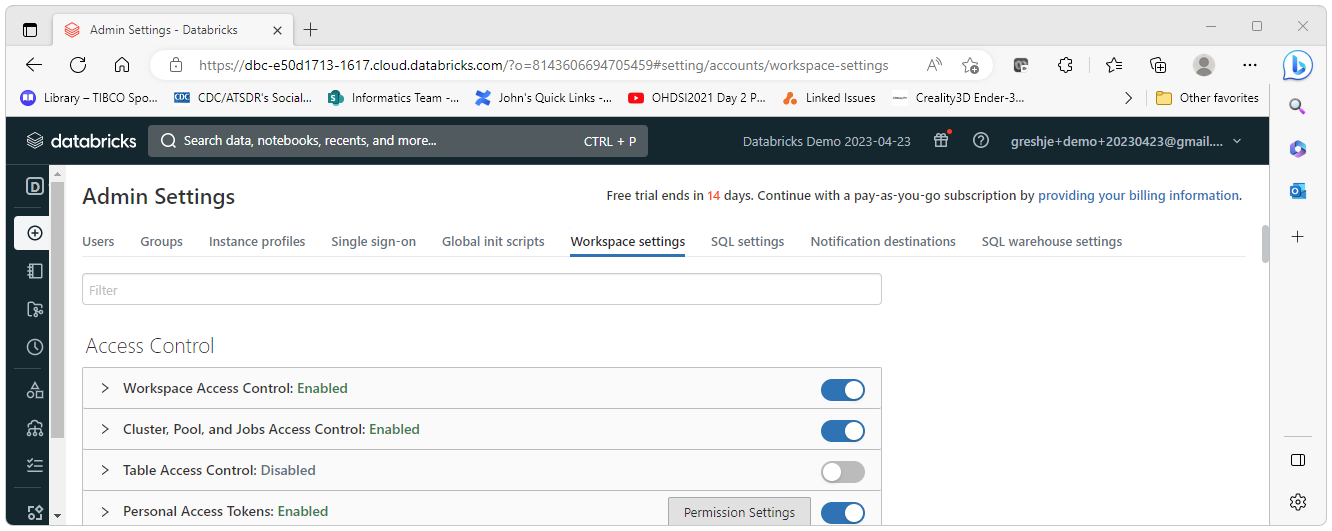 Admin Settings - Databricks
https://dbc-e50d1713-1617.cloud.databricks.com/?o=8143606694705459#setting/accounts/workspace-settings
Library – TIBCO Spo... CDC CDC/ATSDR's Social... Informatics Team -... John's Quick Links -... OHDSI2021 Day 2 P... Linked Issues Creality3D Ender-3... Other favorites
databricks Search data, notebooks, recents, and more... CTRL + P Databricks Demo 2023-04-23 greshje+demo+20230423@gmail....
Admin Settings Free trial ends in 14 days. Continue with a pay-as-you-go subscription by providing your billing information.
Users Groups Instance profiles Single sign-on Global init scripts Workspace settings SQL settings Notification destinations SQL warehouse settings
Filter
Access Control
Workspace Access Control: Enabled
Cluster, Pool, and Jobs Access Control: Enabled
Table Access Control: Disabled
Personal Access Tokens: Enabled Permission Settings